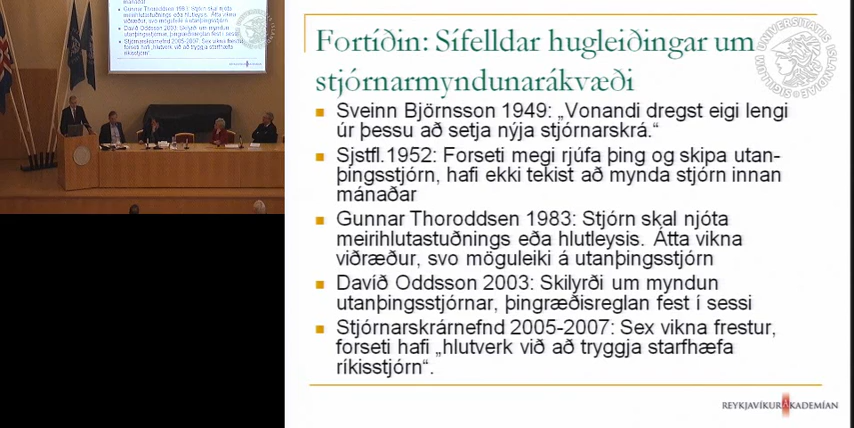 Fortíðin: Sífelldar hugleiðingar um
stjórnarmyndunarákvæði
Sveinn Björnsson 1949: „Vonandi dregst eigi lengi
úr þessu að setja nýja stjórnarskrá.“
Sjstfl.1952: Forseti megi rjúfa þing og skipa utan-
þingsstjórn, hafi ekki tekist að mynda stjórn innan
mánaðar
Gunnar Thoroddsen 1983: Stjórn skal njóta
meirihlutastuðnings eða hlutleysis. Átta vikna
viðræður, svo möguleiki á utanþingsstjórn
Davíð Oddsson 2003: Skilyrði um myndun
utanþingsstjórnar, þingræðisreglan fest í sessi
Stjórnarskrárnefnd 2005-2007: Sex vikna frestur,
forseti hafi „hlutverk við að tryggja starfhæfa
ríkisstjórn“.
REYKJAVÍKURAKADEMÍAN
SIGILLUM UNIVERSITATIS ISLANDIAE